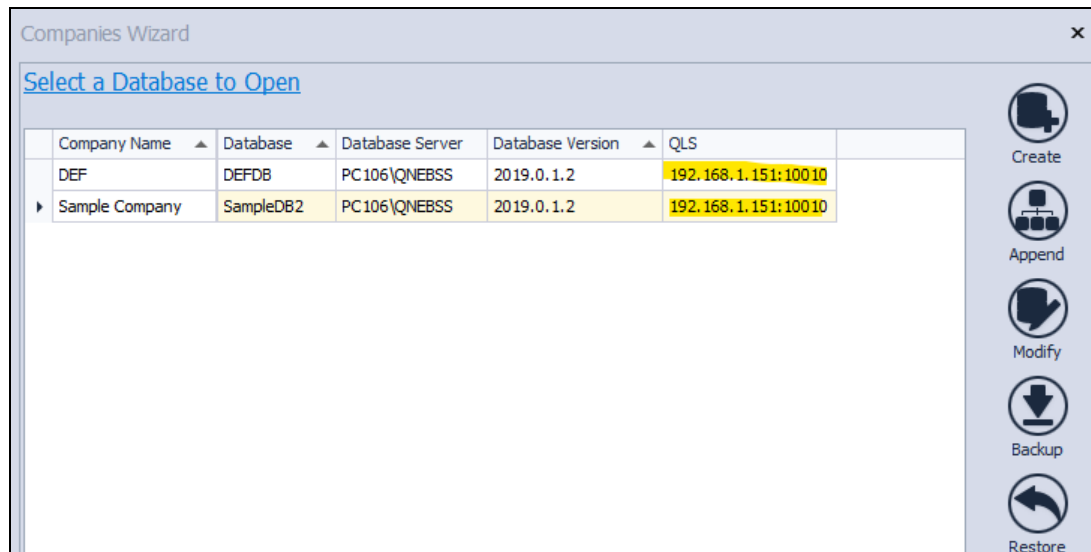 Companies Wizard
Select a Database to Open
Company Name Database Database Server Database Version QLS
DEF DEFDB PC106\QNEBSS 2019.0.1.2 192.168.1.151:10010
Sample Company SampleDB2 PC106\QNEBSS 2019.0.1.2 192.168.1.151:10010
Create
Append
Modify
Backup
Restore